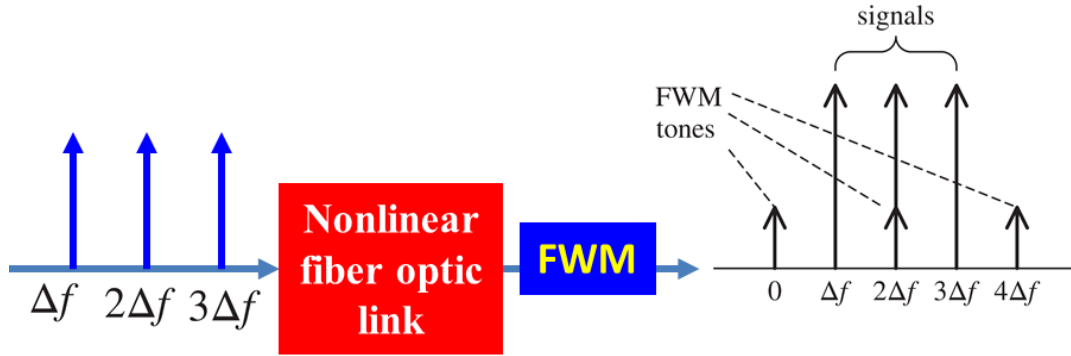 Δf 2Δf 3Δf
Nonlinear
fiber optic
link
FWM
signals
FWM
tones
0 Δf 2Δf 3Δf 4Δf